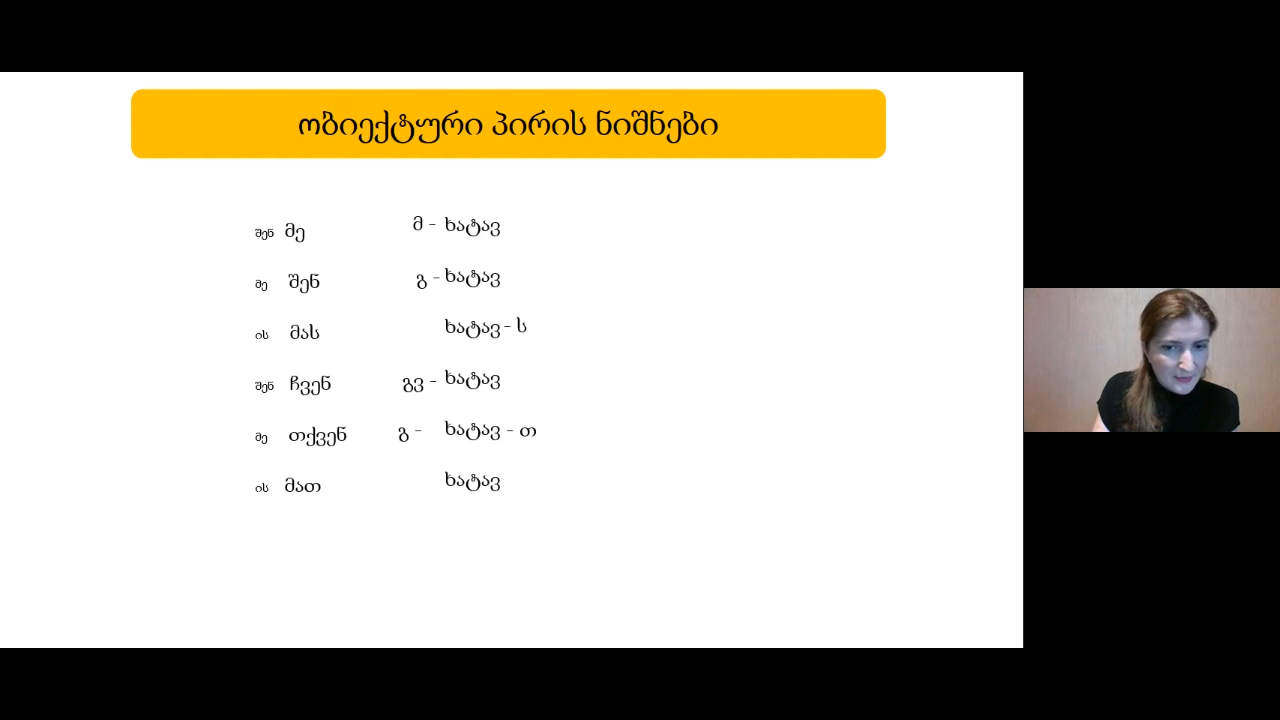 ობიექტური პირის ნიშნები
შენ მე მ - ხატავ
მე შენ გ - ხატავ
ის მას ხატავ - ს
შენ ჩვენ გვ - ხატავ
მე თქვენ გ - ხატავ - თ
ის მათ ხატავ